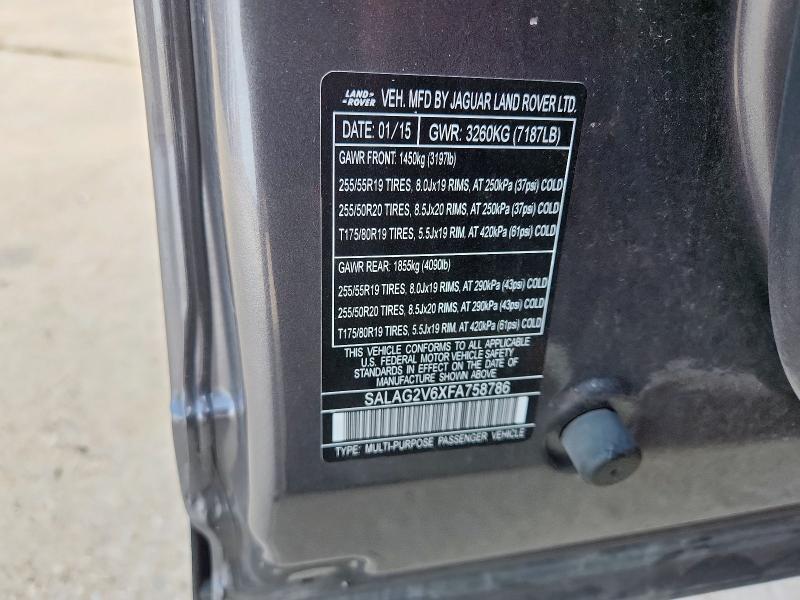 LAND ROVER VEH. MFD BY JAGUAR LAND ROVER LTD.
DATE: 01/15 GWR: 3260KG (7187LB)
GAWR FRONT: 1450kg (3197lb)
255/55R19 TIRES, 8.0Jx19 RIMS, AT 250kPa (37psi) COLD
255/50R20 TIRES, 8.5Jx20 RIMS, AT 250kPa (37psi) COLD
T175/80R19 TIRES, 5.5Jx19 RIM. AT 420kPa (61psi) COLD
GAWR REAR: 1855kg (4090lb)
255/55R19 TIRES, 8.0Jx19 RIMS, AT 290kPa (43psi) COLD
255/50R20 TIRES, 8.5Jx20 RIMS, AT 290kPa (43psi) COLD
T175/80R19 TIRES, 5.5Jx19 RIM. AT 420kPa (61psi) COLD
THIS VEHICLE CONFORMS TO ALL APPLICABLE
U.S. FEDERAL MOTOR VEHICLE SAFETY
STANDARDS IN EFFECT ON THE DATE OF
MANUFACTURE SHOWN ABOVE
SALAG2V6XFA758786
TYPE: MULTI-PURPOSE PASSENGER VEHICLE